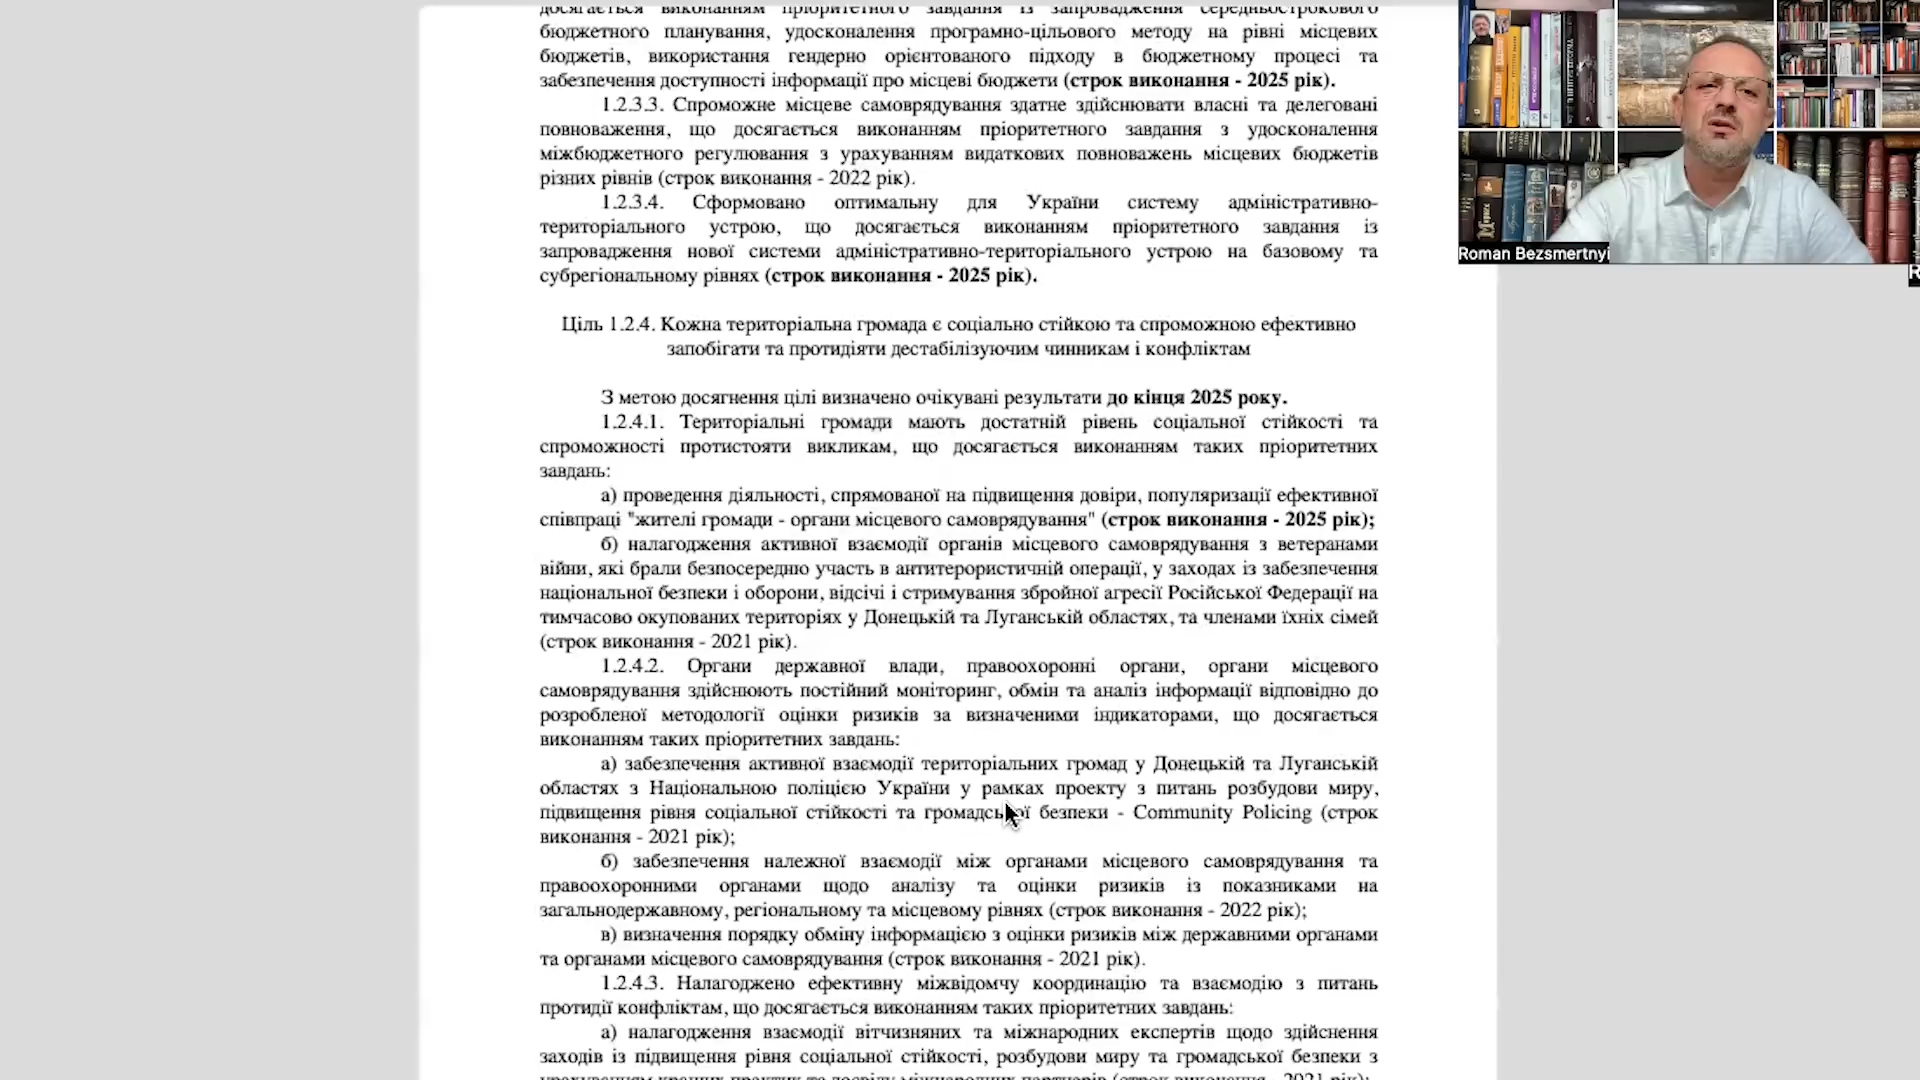 досягається виконанням пріоритетного завдання із запровадження середньострокового
бюджетного планування, удосконалення програмно-цільового методу на рівні місцевих
бюджетів, використання гендерно орієнтованого підходу в бюджетному процесі та
забезпечення доступності інформації про місцеві бюджети (строк виконання - 2025 рік).
1.2.3.3. Спроможне місцеве самоврядування здатне здійснювати власні та делеговані
повноваження, що досягається виконанням пріоритетного завдання з удосконалення
міжбюджетного регулювання з урахуванням видаткових повноважень місцевих бюджетів
різних рівнів (строк виконання - 2022 рік).
1.2.3.4. Сформовано оптимальну для України систему адміністративно-
територіального устрою, що досягається виконанням пріоритетного завдання із
запровадження нової системи адміністративно-територіального устрою на базовому та
субрегіональному рівнях (строк виконання - 2025 рік).
Ціль 1.2.4. Кожна територіальна громада є соціально стійкою та спроможною ефективно
запобігати та протидіяти дестабілізуючим чинникам і конфліктам
З метою досягнення цілі визначено очікувані результати до кінця 2025 року.
1.2.4.1. Територіальні громади мають достатній рівень соціальної стійкості та
спроможності протистояти викликам, що досягається виконанням таких пріоритетних
завдань:
а) проведення діяльності, спрямованої на підвищення довіри, популяризації ефективної
співпраці "жителі громади - органи місцевого самоврядування" (строк виконання - 2025 рік);
б) налагодження активної взаємодії органів місцевого самоврядування з ветеранами
війни, які брали безпосередню участь в антитерористичній операції, у заходах із забезпечення
національної безпеки і оборони, відсічі і стримування збройної агресії Російської Федерації на
тимчасово окупованих територіях у Донецькій та Луганській областях, та членами їхніх сімей
(строк виконання - 2021 рік).
1.2.4.2. Органи державної влади, правоохоронні органи, органи місцевого
самоврядування здійснюють постійний моніторинг, обмін та аналіз інформації відповідно до
розробленої методології оцінки ризиків за визначеними індикаторами, що досягається
виконанням таких пріоритетних завдань:
а) забезпечення активної взаємодії територіальних громад у Донецькій та Луганській
областях з Національною поліцією України у рамках проекту з питань розбудови миру,
підвищення рівня соціальної стійкості та громадської безпеки - Community Policing (строк
виконання - 2021 рік);
б) забезпечення належної взаємодії між органами місцевого самоврядування та
правоохоронними органами щодо аналізу та оцінки ризиків із показниками на
загальнодержавному, регіональному та місцевому рівнях (строк виконання - 2022 рік);
в) визначення порядку обміну інформацією з оцінки ризиків між державними органами
та органами місцевого самоврядування (строк виконання - 2021 рік).
1.2.4.3. Налагоджено ефективну міжвідомчу координацію та взаємодію з питань
протидії конфліктам, що досягається виконанням таких пріоритетних завдань:
а) налагодження взаємодії вітчизняних та міжнародних експертів щодо здійснення
заходів із підвищення рівня соціальної стійкості, розбудови миру та громадської безпеки з
урахуванням кращих практик та досвіду міжнародних партнерів (строк виконання - 2021 рік);
Roman Bezsmertnyi